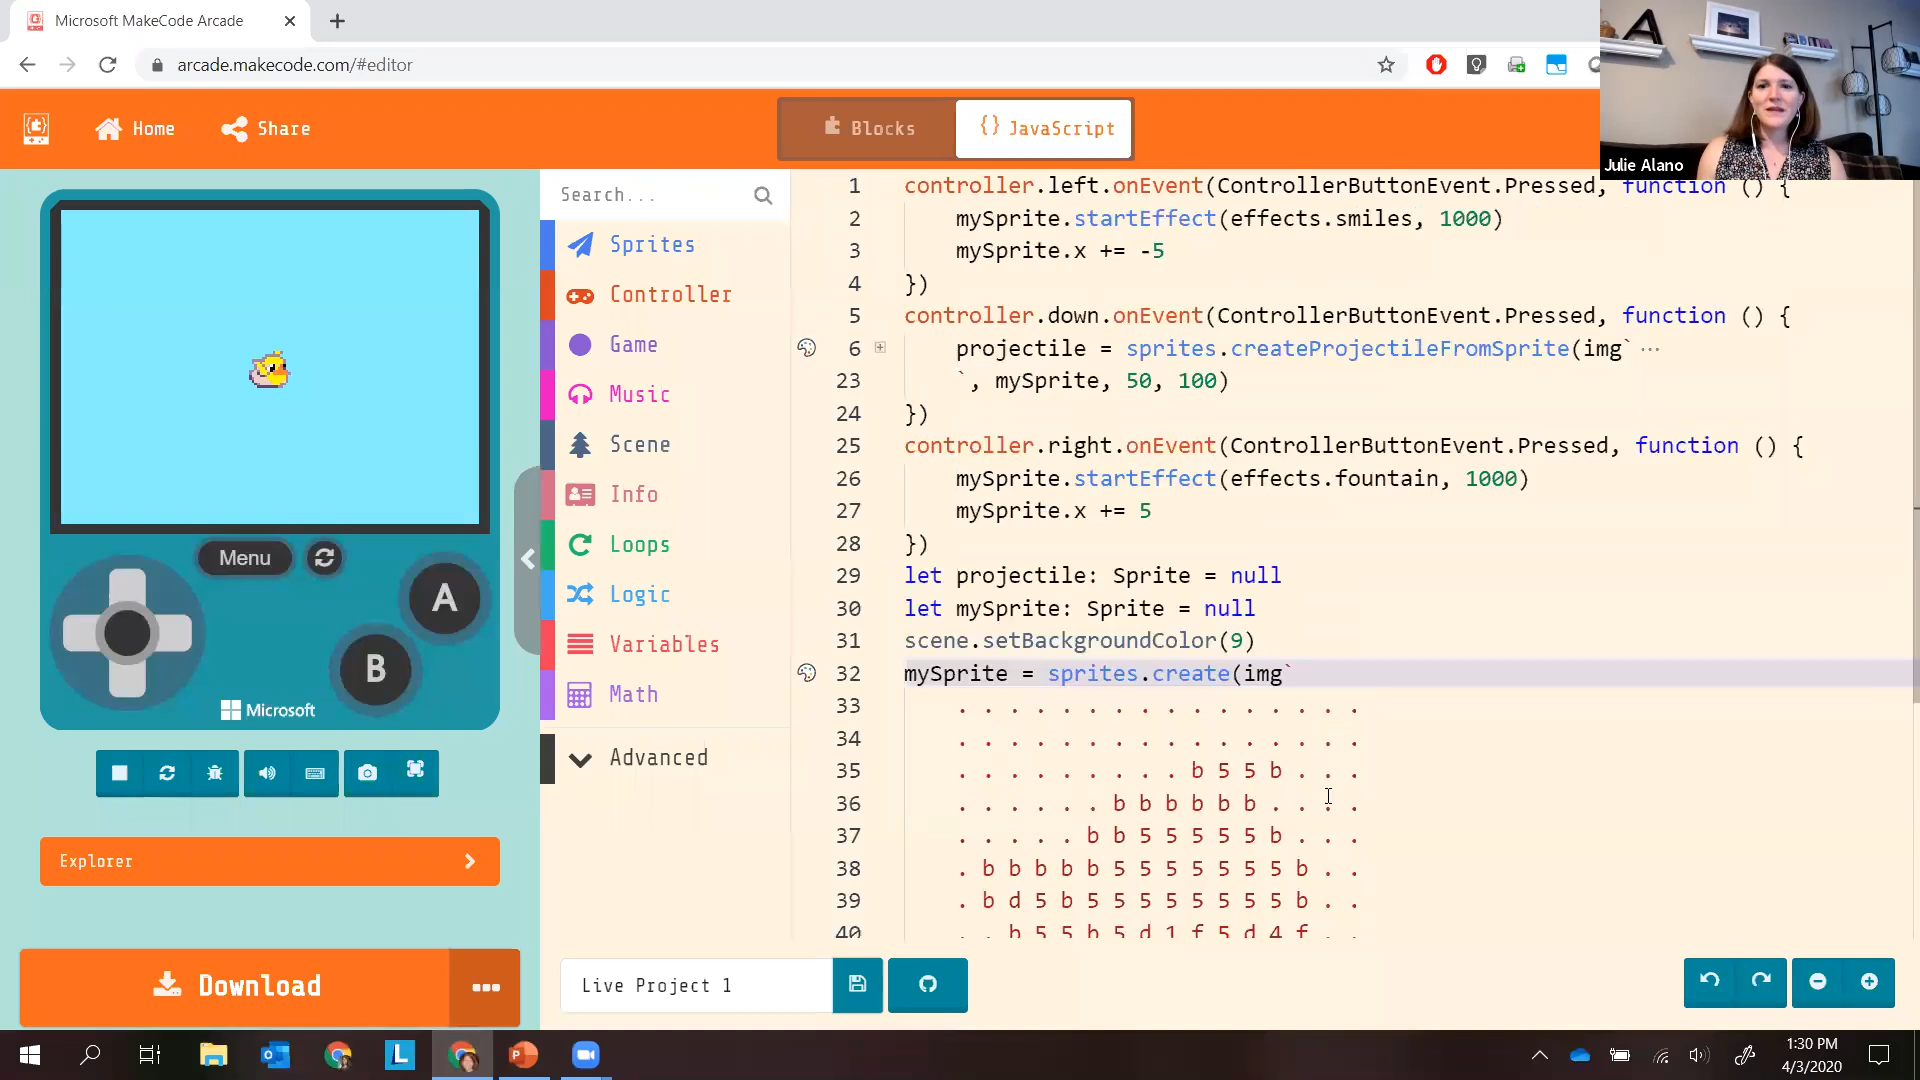 Microsoft MakeCode Arcade
arcade.makecode.com/#editor
Julie Alano
Home
Share
Blocks
{} JavaScript
Menu
A
B
Microsoft
Explorer
Download
Search...
Sprites
Controller
Game
Music
Scene
Info
Loops
Logic
Variables
Math
Advanced
1 controller.left.onEvent(ControllerButtonEvent.Pressed, function () {
2 mySprite.startEffect(effects.smiles, 1000)
3 mySprite.x += -5
4 })
5 controller.down.onEvent(ControllerButtonEvent.Pressed, function () {
6 projectile = sprites.createProjectileFromSprite(img` ···
23 `, mySprite, 50, 100)
24 })
25 controller.right.onEvent(ControllerButtonEvent.Pressed, function () {
26 mySprite.startEffect(effects.fountain, 1000)
27 mySprite.x += 5
28 })
29 let projectile: Sprite = null
30 let mySprite: Sprite = null
31 scene.setBackgroundColor(9)
32 mySprite = sprites.create(img`
33 . . . . . . . . . . . . . . . .
34 . . . . . . . . . . . . . . . .
35 . . . . . . . . . b 5 5 b . . .
36 . . . . . . b b b b b b . . . .
37 . . . . . b b 5 5 5 5 5 b . . .
38 . b b b b b 5 5 5 5 5 5 5 b . .
39 . b d 5 b 5 5 5 5 5 5 5 5 b . .
40 . . b 5 5 b 5 d 1 f 5 d 4 f . .
Live Project 1
1:30 PM
4/3/2020